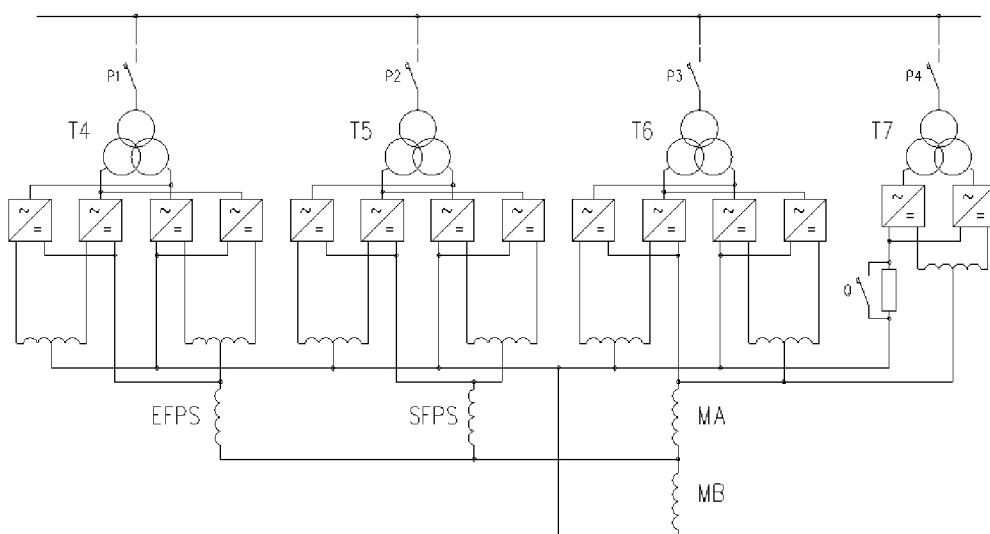 P1
P2
P3
P4
T4
T5
T6
T7
~
=
~
=
~
=
~
=
~
=
~
=
~
=
~
=
~
=
~
=
~
=
~
=
~
=
~
=
Q
EFPS
SFPS
MA
MB